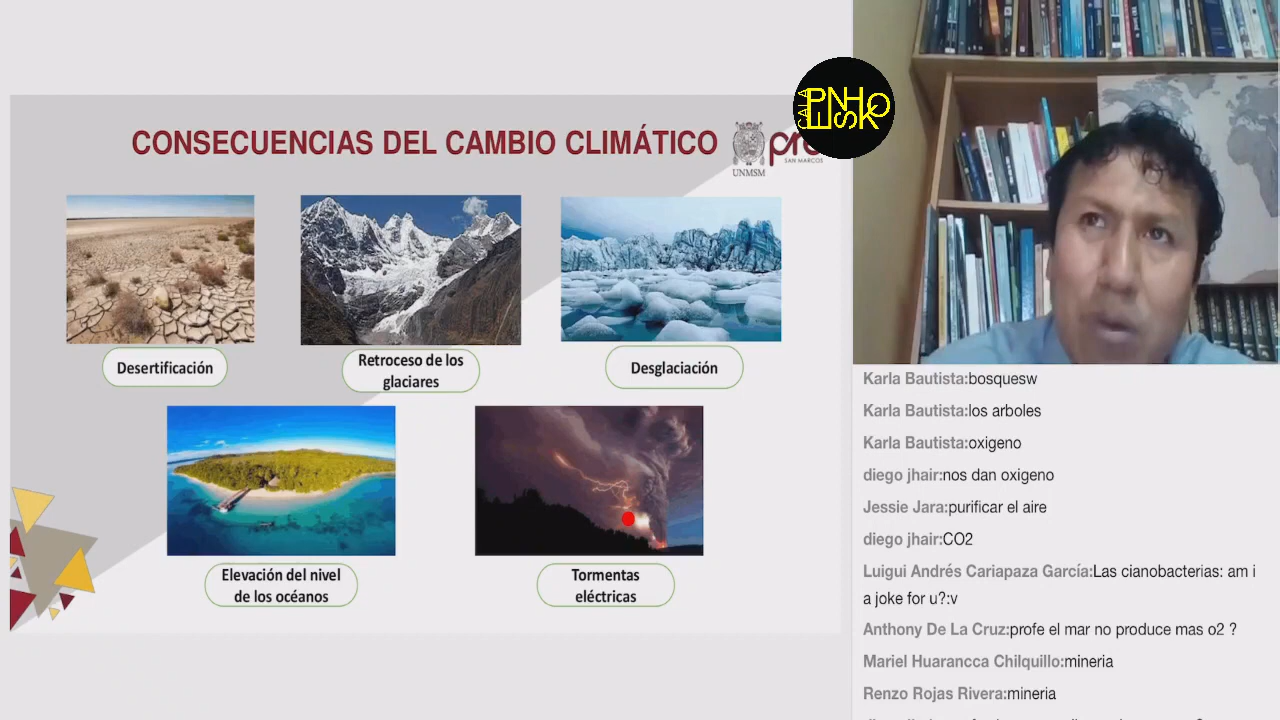 CONSECUENCIAS DEL CAMBIO CLIMÁTICO
UNMSM
pre
SAN MARCOS
CALA
PENHOSK
Desertificación
Retroceso de los
glaciares
Desglaciación
Elevación del nivel
de los océanos
Tormentas
eléctricas
Karla Bautista:bosquesw
Karla Bautista:los arboles
Karla Bautista:oxigeno
diego jhair:nos dan oxigeno
Jessie Jara:purificar el aire
diego jhair:CO2
Luigui Andrés Cariapaza García:Las cianobacterias: am i
a joke for u?:v
Anthony De La Cruz:profe el mar no produce mas o2 ?
Mariel Huarancca Chilquillo:mineria
Renzo Rojas Rivera:mineria